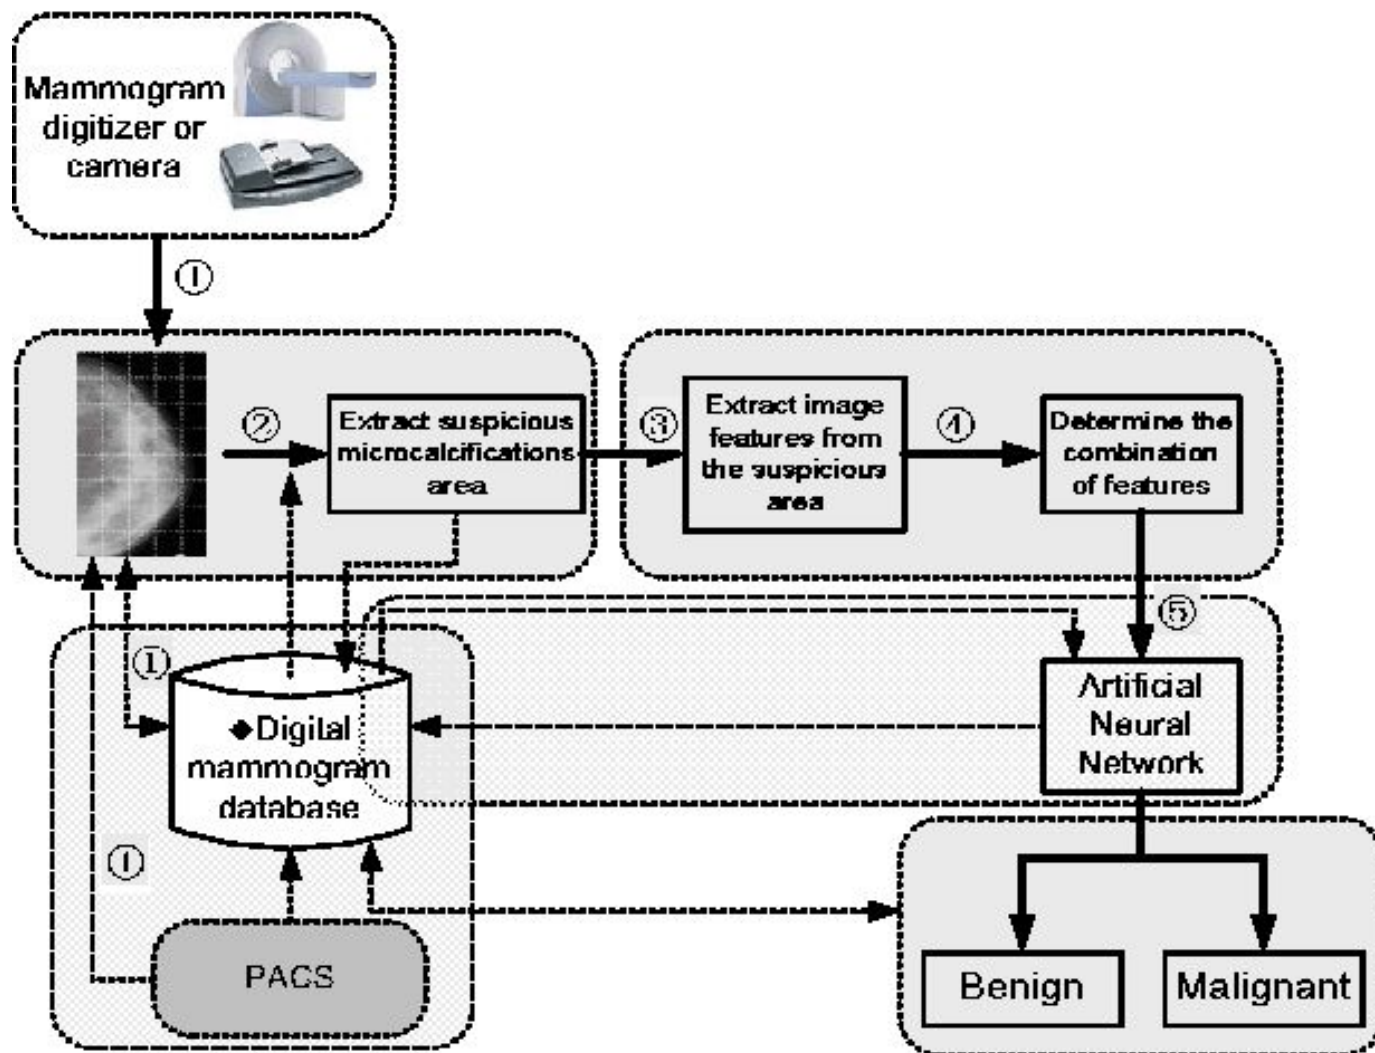 Mammogram
digitizer or
camera
①
②
Extract suspicious
microcalcifications
area
③
Extract image
features from
the suspicious
area
④
Determine the
combination
of features
⑤
①
◆Digital
mammogram
database
Artificial
Neural
Network
①
PACS
Benign
Malignant